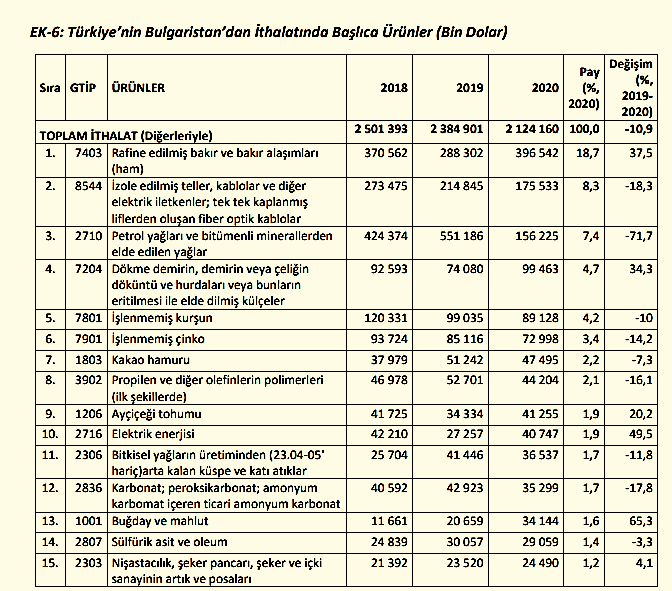 EK-6: Türkiye'nin Bulgaristan'dan İthalatında Başlıca Ürünler (Bin Dolar)
Sıra GTİP ÜRÜNLER 2018 2019 2020 Pay (%, 2020) Değişim (%, 2019-2020)
TOPLAM İTHALAT (Diğerleriyle) 2 501 393 2 384 901 2 124 160 100,0 -10,9
1. 7403 Rafine edilmiş bakır ve bakır alaşımları 370 562 288 302 396 542 18,7 37,5
(ham)
2. 8544 İzole edilmiş teller, kablolar ve diğer 273 475 214 845 175 533 8,3 -18,3
elektrik iletkenler; tek tek kaplanmış
liflerden oluşan fiber optik kablolar
3. 2710 Petrol yağları ve bitümenli minerallerden 424 374 551 186 156 225 7,4 -71,7
elde edilen yağlar
4. 7204 Dökme demirin, demirin veya çeliğin 92 593 74 080 99 463 4,7 34,3
döküntü ve hurdaları veya bunların
eritilmesi ile elde dilmiş külçeler
5. 7801 İşlenmemiş kurşun 120 331 99 035 89 128 4,2 -10
6. 7901 İşlenmemiş çinko 93 724 85 116 72 998 3,4 -14,2
7. 1803 Kakao hamuru 37 979 51 242 47 495 2,2 -7,3
8. 3902 Propilen ve diğer olefinlerin polimerleri 46 978 52 701 44 204 2,1 -16,1
(ilk şekillerde)
9. 1206 Ayçiçeği tohumu 41 725 34 334 41 255 1,9 20,2
10. 2716 Elektrik enerjisi 42 210 27 257 40 747 1,9 49,5
11. 2306 Bitkisel yağların üretiminden (23.04-05' 25 704 41 446 36 537 1,7 -11,8
hariç)arta kalan küspe ve katı atıklar
12. 2836 Karbonat; peroksikarbonat; amonyum 40 592 42 923 35 299 1,7 -17,8
karbomat içeren ticari amonyum karbonat
13. 1001 Buğday ve mahlut 11 661 20 659 34 144 1,6 65,3
14. 2807 Sülfürik asit ve oleum 24 839 30 057 29 059 1,4 -3,3
15. 2303 Nişastacılık, şeker pancarı, şeker ve içki 21 392 23 520 24 490 1,2 4,1
sanayinin artık ve posaları